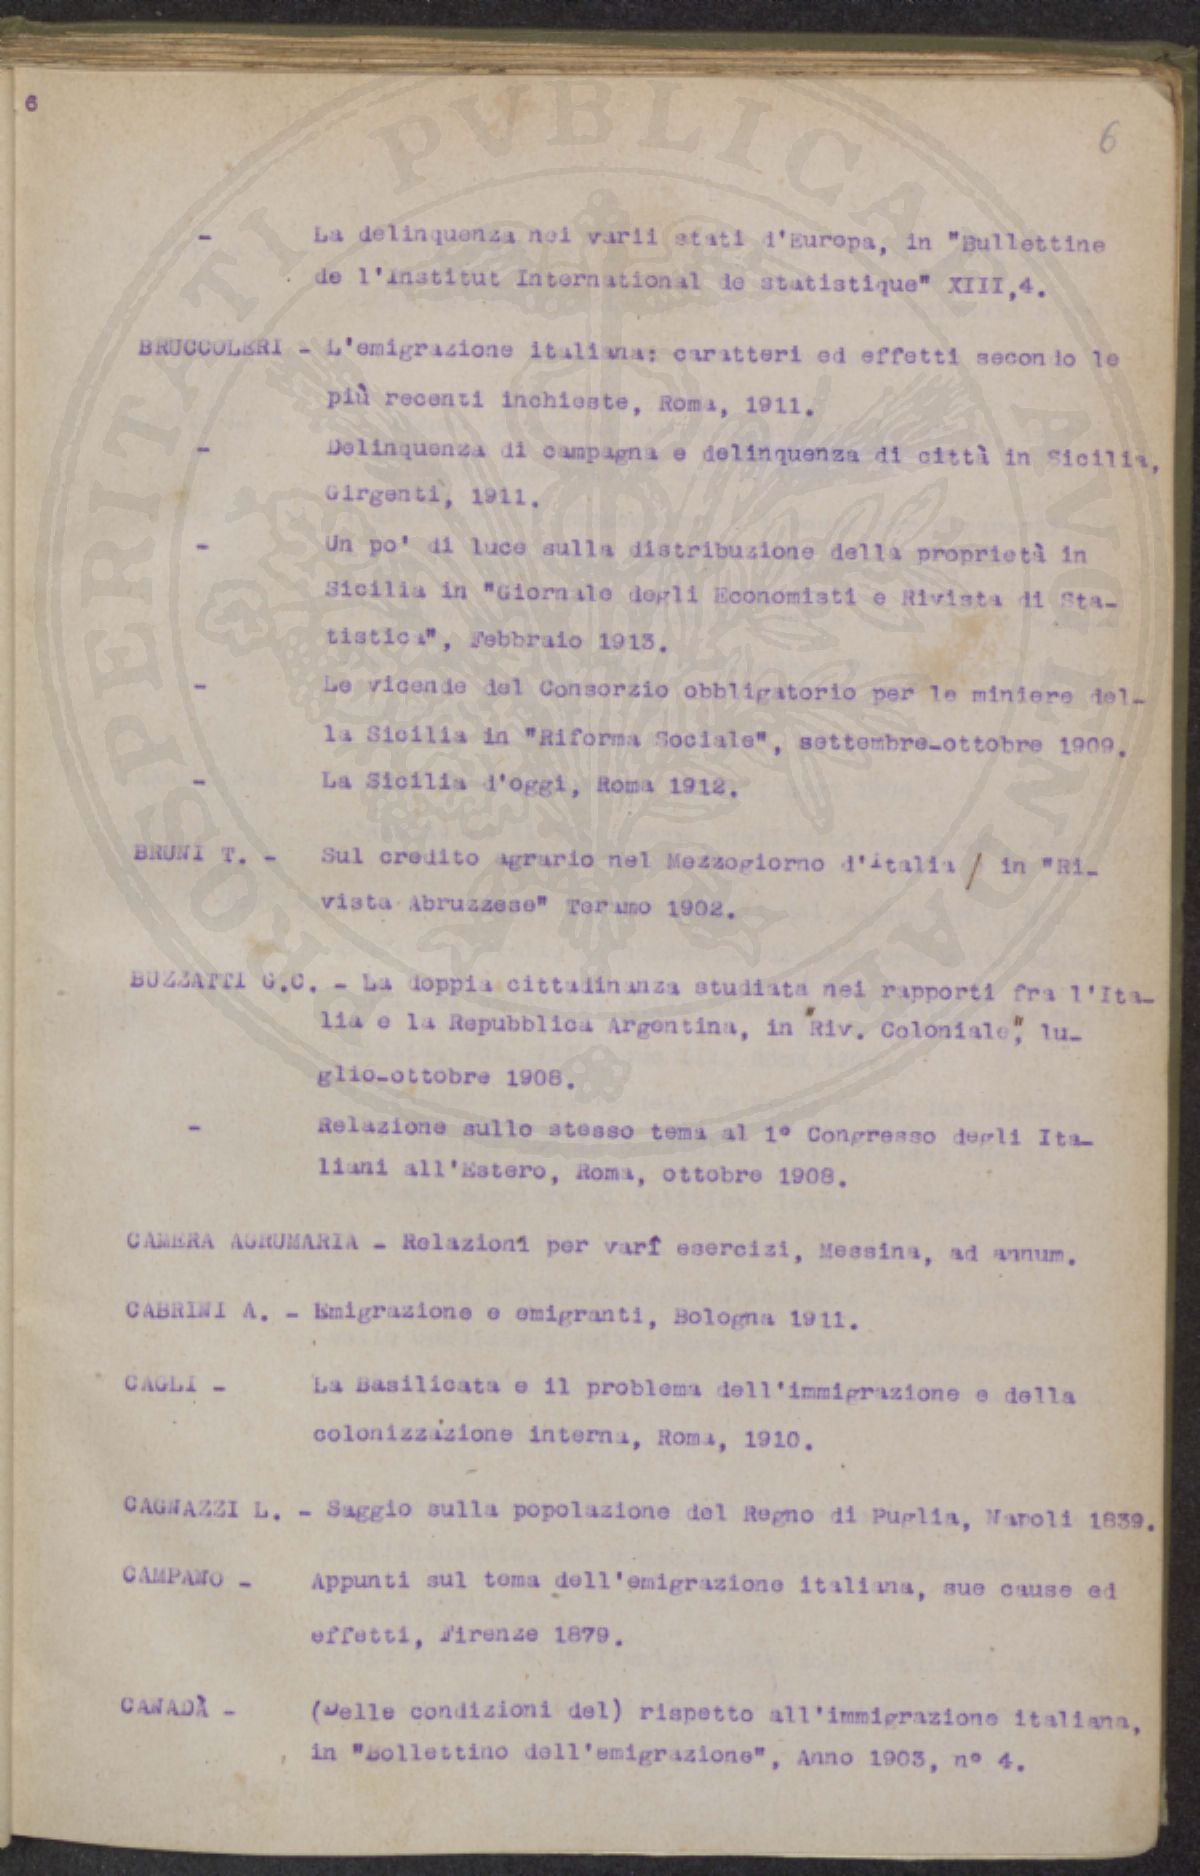 6
6
- La delinquenza nei varii stati d'Europa, in "Bullettine
de l'Institut International de statistique" XIII,4.
BRUCCOLERI - L'emigrazione italiana: caratteri ed effetti secondo le
più recenti inchieste, Roma, 1911.
- Delinquenza di campagna e delinquenza di città in Sicilia,
Girgenti, 1911.
- Un po' di luce sulla distribuzione della proprietà in
Sicilia in "Giornale degli Economisti e Rivista di Sta-
tistica", Febbraio 1913.
- Le vicende del Consorzio obbligatorio per le miniere del-
la Sicilia in "Riforma Sociale", settembre-ottobre 1909.
- La Sicilia d'oggi, Roma 1912.
BRUNI T. - Sul credito agrario nel Mezzogiorno d'Italia / in "Ri-
vista Abruzzese" Teramo 1902.
BUZZATTI G.C. - La doppia cittadinanza studiata nei rapporti fra l'Ita-
lia e la Repubblica Argentina, in "Riv. Coloniale", lu-
glio-ottobre 1908.
- Relazione sullo stesso tema al 1° Congresso degli Ita-
liani all'Estero, Roma, ottobre 1908.
CAMERA AGRUMARIA - Relazioni per varî esercizi, Messina, ad annum.
CABRINI A. - Emigrazione e emigranti, Bologna 1911.
CAGLI - La Basilicata e il problema dell'immigrazione e della
colonizzazione interna, Roma, 1910.
CAGNAZZI L. - Saggio sulla popolazione del Regno di Puglia, Napoli 1839.
CAMPANO - Appunti sul tema dell'emigrazione italiana, sue cause ed
effetti, Firenze 1879.
CANADÀ - (Delle condizioni del) rispetto all'immigrazione italiana,
in "Bollettino dell'emigrazione", Anno 1903, n° 4.
PROSPERITATI PVBLICAE AVGENDAE